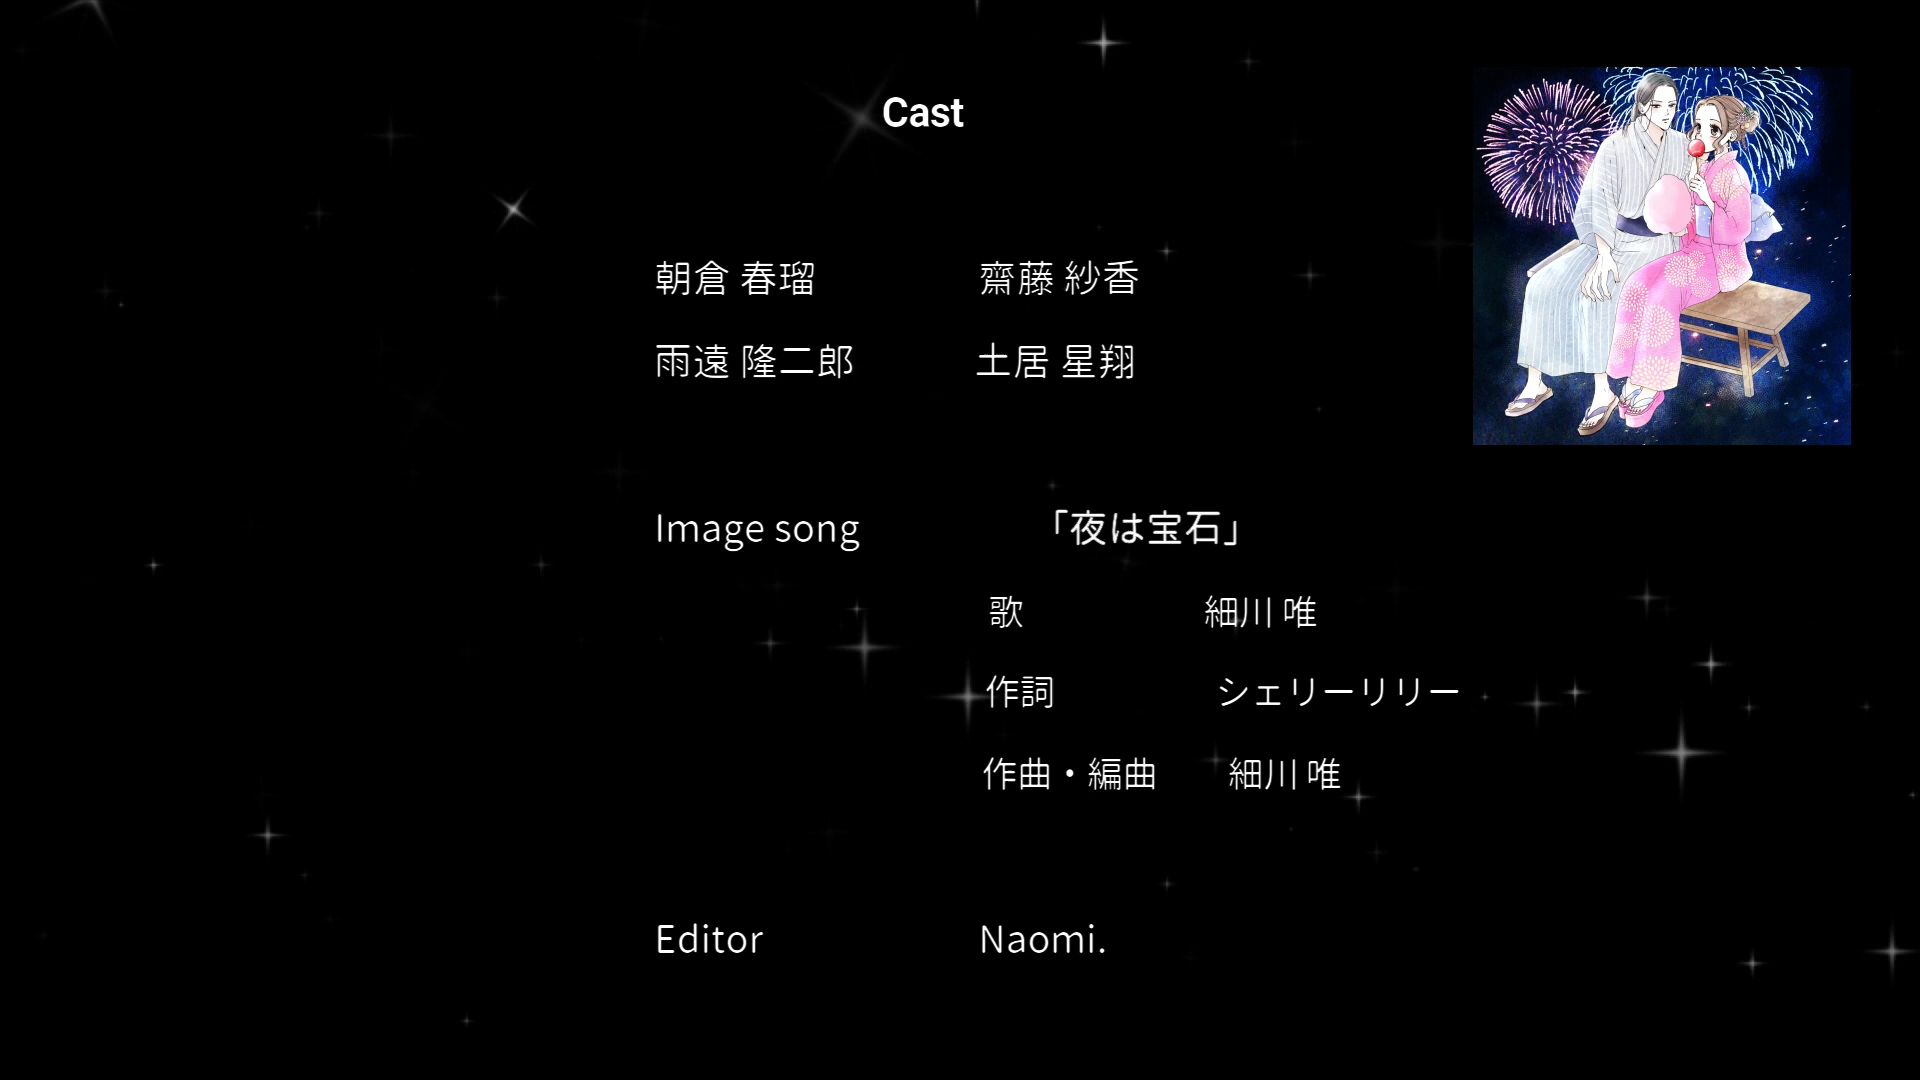 Cast
朝倉 春瑠 齋藤 紗香
雨遠 隆二郎 土居 星翔
Image song 「夜は宝石」
歌 細川 唯
作詞 シェリーリリー
作曲・編曲 細川 唯
Editor Naomi.